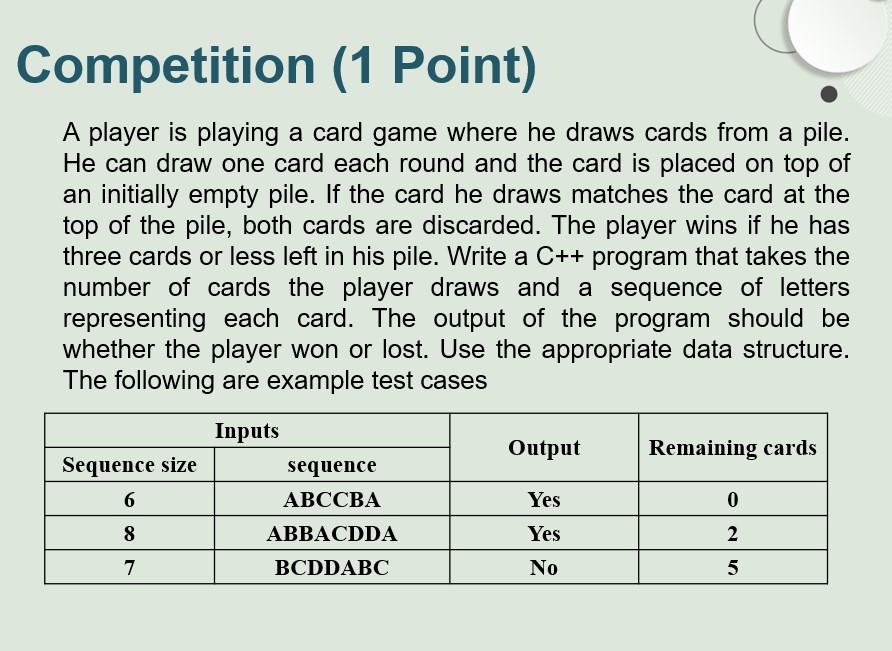 Competition (1 Point)
A player is playing a card game where he draws cards from a pile.
He can draw one card each round and the card is placed on top of
an initially empty pile. If the card he draws matches the card at the
top of the pile, both cards are discarded. The player wins if he has
three cards or less left in his pile. Write a C++ program that takes the
number of cards the player draws and a sequence of letters
representing each card. The output of the program should be
whether the player won or lost. Use the appropriate data structure.
The following are example test cases
Inputs Output Remaining cards
Sequence size sequence
6 ABCCBA Yes 0
8 ABBACDDA Yes 2
7 BCDDABC No 5